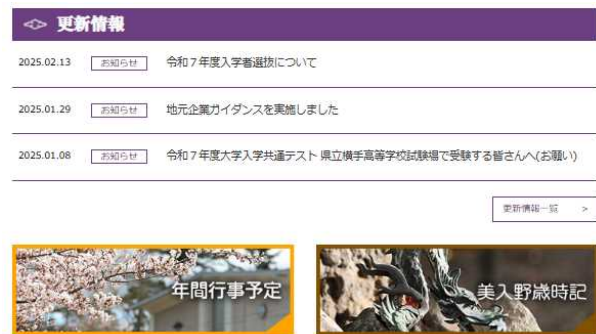 更新情報
2025.02.13 お知らせ 令和７年度入学者選抜について
2025.01.29 お知らせ 地元企業ガイダンスを実施しました
2025.01.08 お知らせ 令和７年度大学入学共通テスト 県立横手高等学校試験場で受験する皆さんへ(お願い)
更新情報一覧 >
年間行事予定
美入野歳時記